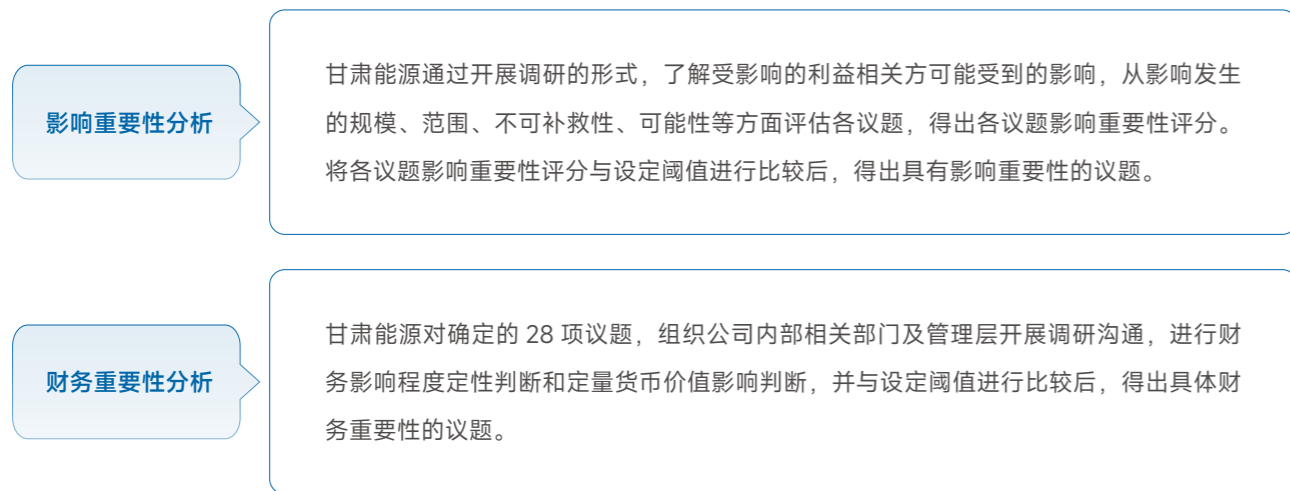 影响重要性分析
甘肃能源通过开展调研的形式，了解受影响的利益相关方可能受到的影响，从影响发生
的规模、范围、不可补救性、可能性等方面评估各议题，得出各议题影响重要性评分。
将各议题影响重要性评分与设定阈值进行比较后，得出具有影响重要性的议题。
财务重要性分析
甘肃能源对确定的 28 项议题，组织公司内部相关部门及管理层开展调研沟通，进行财
务影响程度定性判断和定量货币价值影响判断，并与设定阈值进行比较后，得出具体财
务重要性的议题。